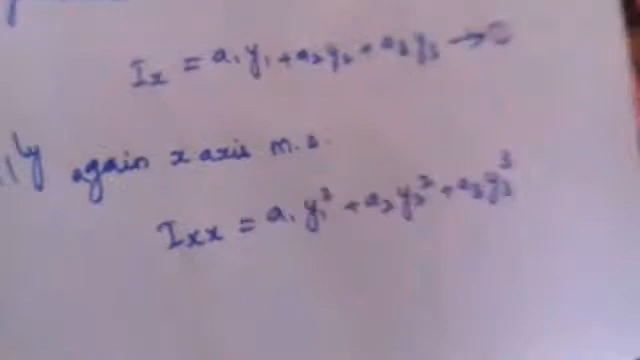 Ix = a₁y₁ + a₂y₂ + a₃y₃ →
lly again x axis m.
Ixx = a₁y₁² + a₂y₂² + a₃y₃³